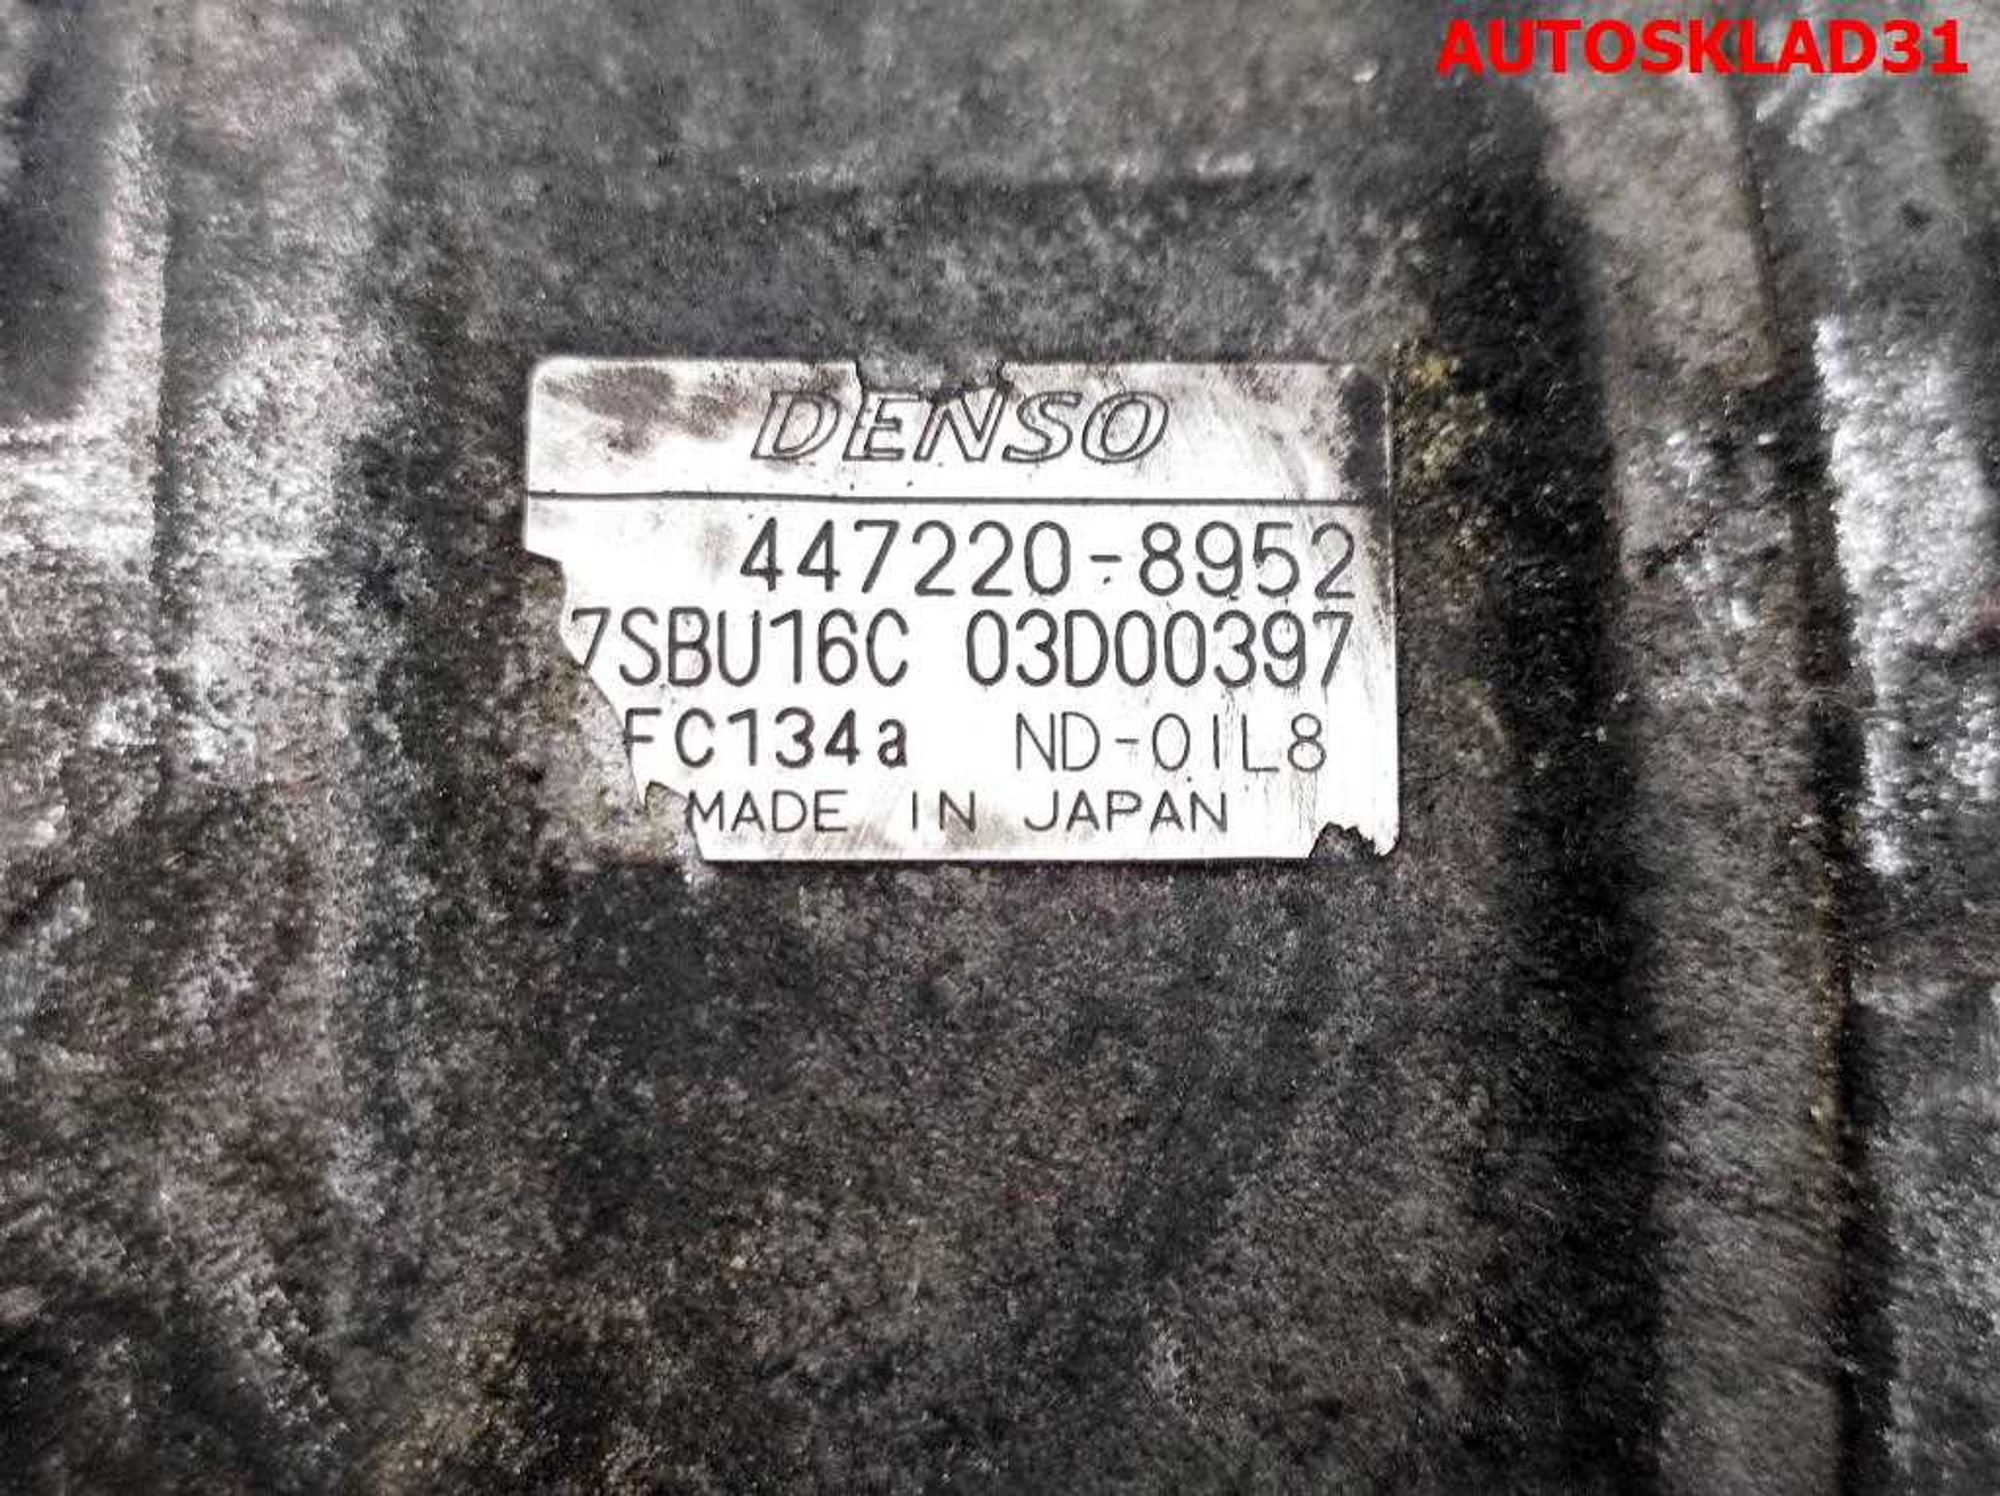 AUTOSKLAD31
DENSO
447220-8952
7SBU16C 03D00397
FC134a ND-OIL8
MADE IN JAPAN